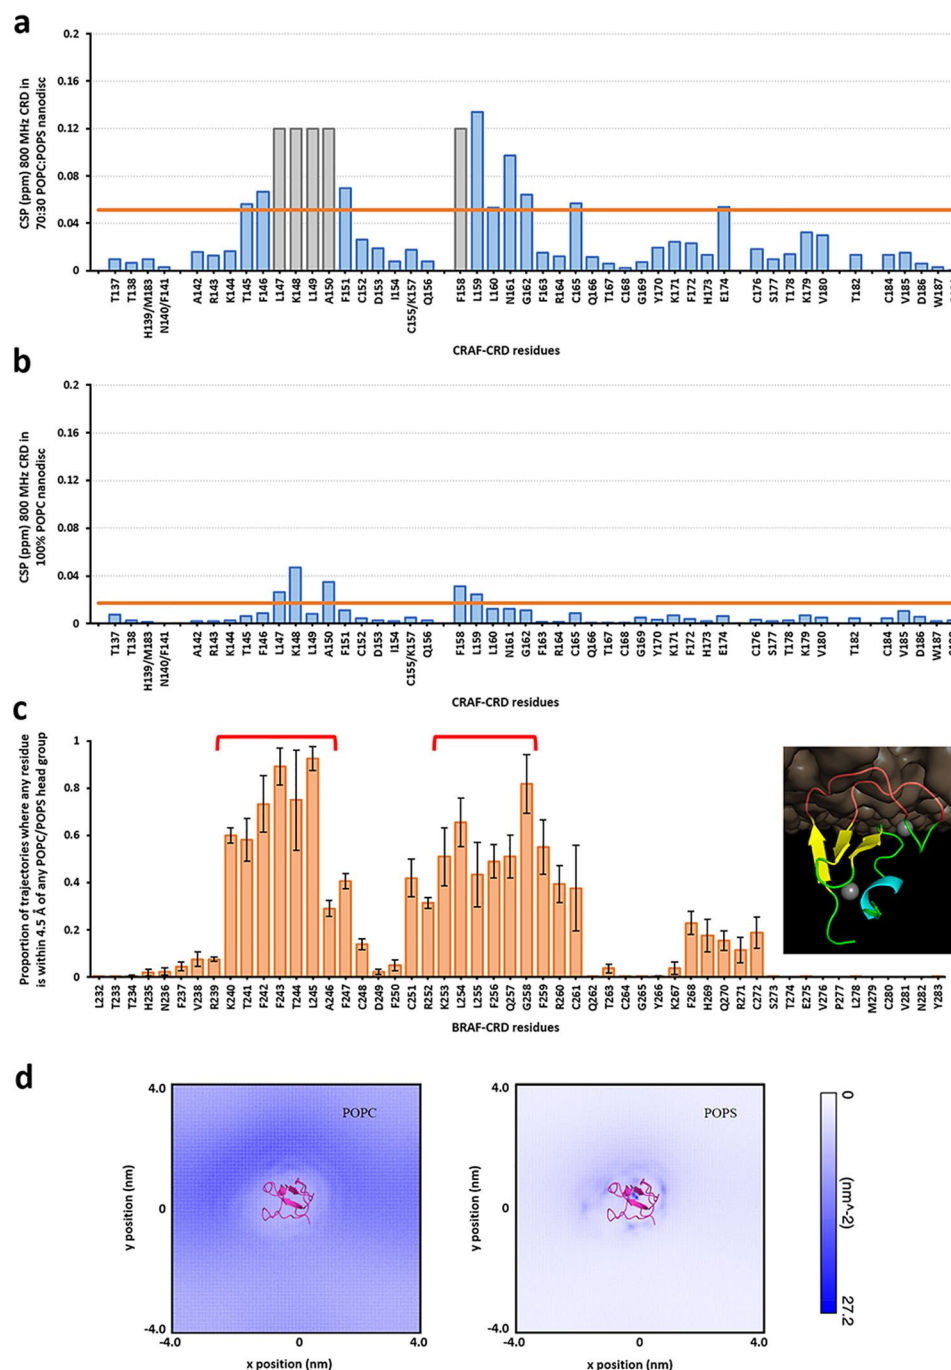 a
CSP (ppm) 800 MHz CRD in
70:30 POPC:POPS nanodisc
0.2
0.16
0.12
0.08
0.04
0
T137
T138
H139/M183
N140/F141
A142
R143
K144
T145
F146
L147
K148
L149
A150
F151
C152
D153
I154
C155/K157
Q156
F158
L159
L160
N161
G162
F163
R164
C165
Q166
T167
C168
G169
Y170
K171
F172
H173
E174
C176
S177
T178
K179
V180
T182
C184
V185
D186
W187
CRAF-CRD residues
b
CSP (ppm) 800 MHz CRD in
100% POPC nanodisc
0.2
0.16
0.12
0.08
0.04
0
T137
T138
H139/M183
N140/F141
A142
R143
K144
T145
F146
L147
K148
L149
A150
F151
C152
D153
I154
C155/K157
Q156
F158
L159
L160
N161
G162
F163
R164
C165
Q166
T167
C168
G169
Y170
K171
F172
H173
E174
C176
S177
T178
K179
V180
T182
C184
V185
D186
W187
CRAF-CRD residues
c
Proportion of trajectories where any residue
is within 4.5 Å of any POPC/POPS head group
1
0.8
0.6
0.4
0.2
0
L232
T233
T234
H235
N236
F237
V238
R239
K240
T241
F242
F243
T244
L245
A246
F247
C248
D249
F250
C251
R252
K253
L254
L255
F256
Q257
G258
F259
R260
C261
Q262
T263
C264
G265
Y266
K267
F268
H269
Q270
R271
C272
S273
T274
E275
V276
P277
L278
M279
C280
V281
N282
Y283
BRAF-CRD residues
d
4.0
0
-4.0
y position (nm)
POPC
-4.0
0
4.0
x position (nm)
4.0
0
-4.0
y position (nm)
POPS
-4.0
0
4.0
x position (nm)
0
(nm^-2)
27.2